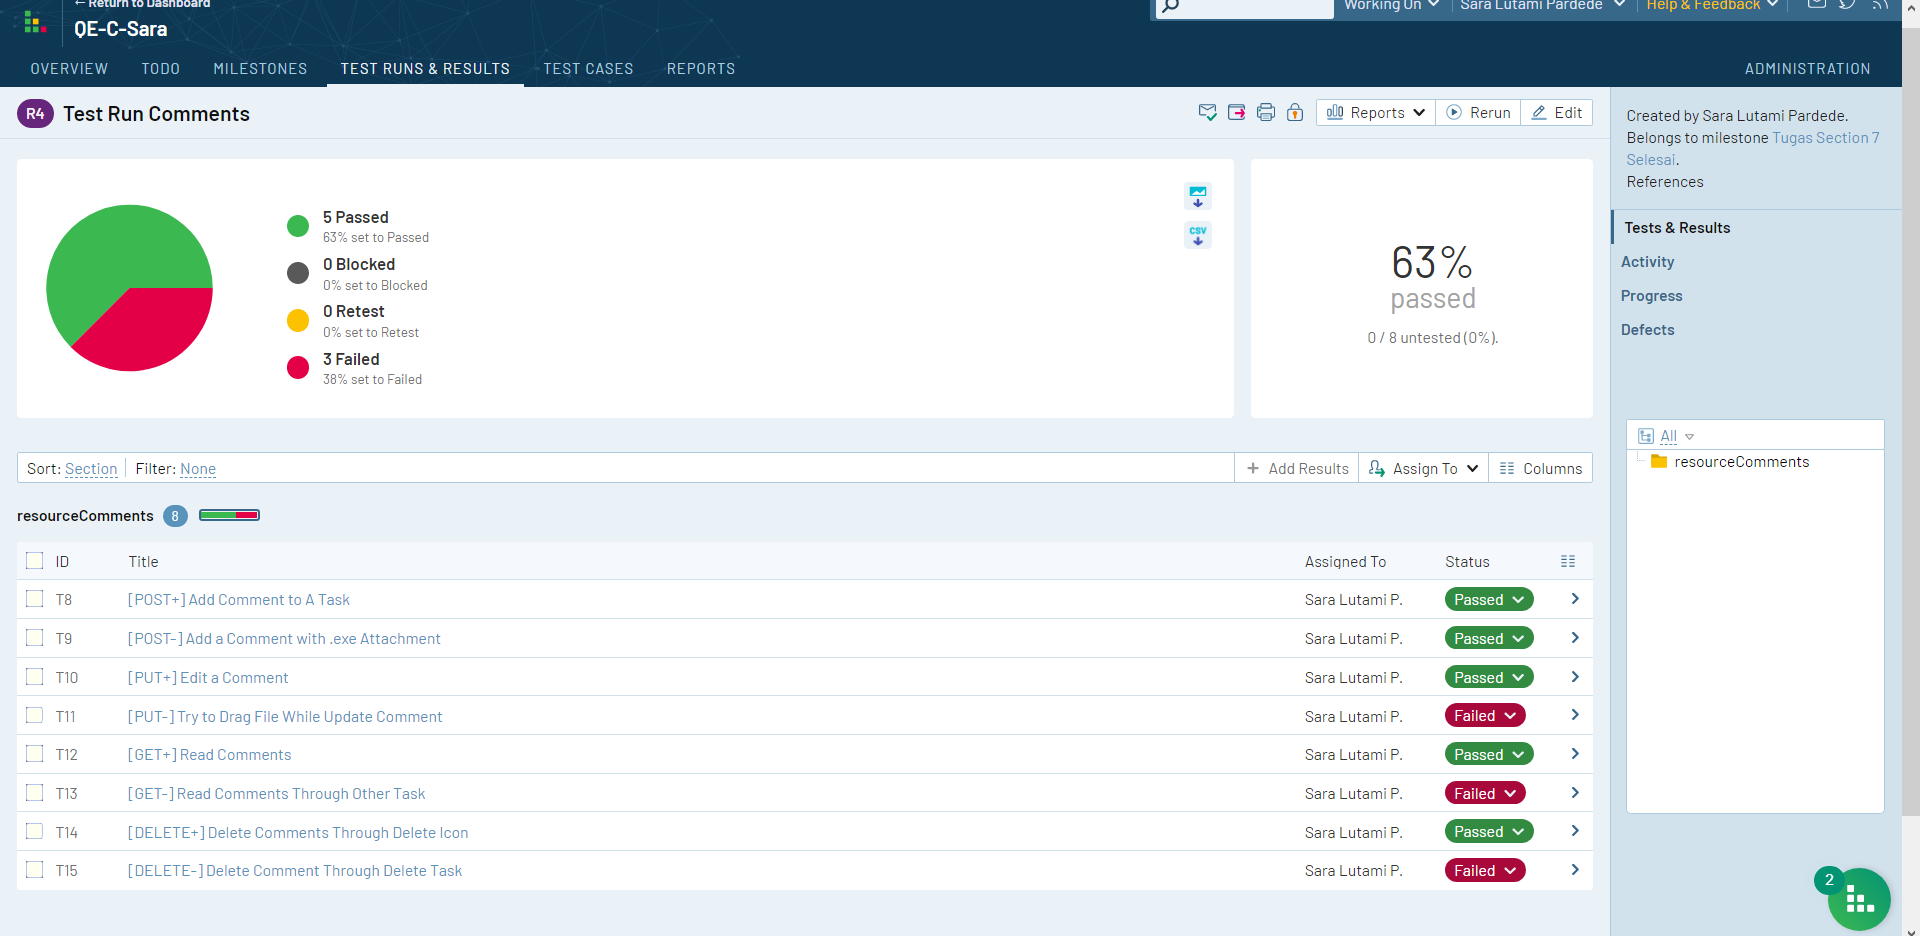 ← Return to Dashboard
QE-C-Sara
Working On
Sara Lutami Pardede
Help & Feedback
OVERVIEW TODO MILESTONES TEST RUNS & RESULTS TEST CASES REPORTS ADMINISTRATION
R4 Test Run Comments
Reports Rerun Edit
5 Passed
63% set to Passed
0 Blocked
0% set to Blocked
0 Retest
0% set to Retest
3 Failed
38% set to Failed
CSV
63%
passed
0 / 8 untested (0%).
Sort: Section Filter: None
+ Add Results Assign To Columns
resourceComments 8
ID Title Assigned To Status
T8 [POST+] Add Comment to A Task Sara Lutami P. Passed
T9 [POST-] Add a Comment with .exe Attachment Sara Lutami P. Passed
T10 [PUT+] Edit a Comment Sara Lutami P. Passed
T11 [PUT-] Try to Drag File While Update Comment Sara Lutami P. Failed
T12 [GET+] Read Comments Sara Lutami P. Passed
T13 [GET-] Read Comments Through Other Task Sara Lutami P. Failed
T14 [DELETE+] Delete Comments Through Delete Icon Sara Lutami P. Passed
T15 [DELETE-] Delete Comment Through Delete Task Sara Lutami P. Failed
Created by Sara Lutami Pardede.
Belongs to milestone Tugas Section 7
Selesai.
References
Tests & Results
Activity
Progress
Defects
All
resourceComments
2